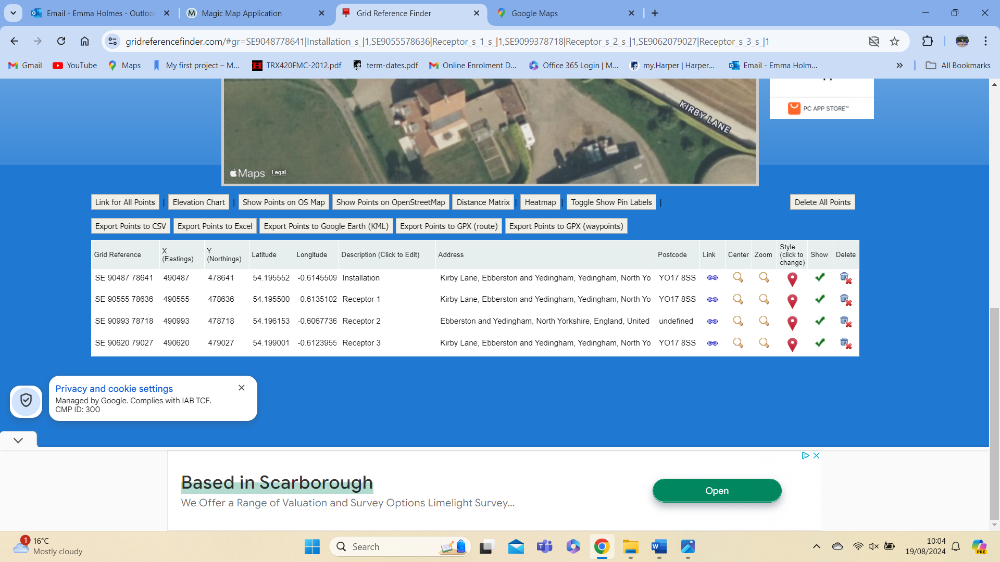 Email - Emma Holmes - Outloo
Magic Map Application
Grid Reference Finder
Google Maps
gridreferencefinder.com/#gr=SE9048778641|Installation_s_|1,SE9055578636|Receptor_s_1_s_|1,SE9099378718|Receptor_s_2_s_|1,SE9062079027|Receptor_s_3_s_|1
Gmail YouTube Maps My first project – M... TRX420FMC-2012.pdf term-dates.pdf Online Enrolment D... Office 365 Login | M... my.Harper | Harper... Email - Emma Holm... All Bookmarks
KIRBY LANE
PC APP STORE™
Maps Legal
Link for All Points | Elevation Chart | Show Points on OS Map Show Points on OpenStreetMap Distance Matrix | Heatmap | Toggle Show Pin Labels | Delete All Points
Export Points to CSV Export Points to Excel Export Points to Google Earth (KML) Export Points to GPX (route) Export Points to GPX (waypoints)
Grid Reference X (Eastings) Y (Northings) Latitude Longitude Description (Click to Edit) Address Postcode Link Center Zoom Style (click to change) Show Delete
SE 90487 78641 490487 478641 54.195552 -0.6145509 Installation Kirby Lane, Ebberston and Yedingham, Yedingham, North Yo YO17 8SS
SE 90555 78636 490555 478636 54.195500 -0.6135102 Receptor 1 Kirby Lane, Ebberston and Yedingham, Yedingham, North Yo YO17 8SS
SE 90993 78718 490993 478718 54.196153 -0.6067736 Receptor 2 Ebberston and Yedingham, North Yorkshire, England, United undefined
SE 90620 79027 490620 479027 54.199001 -0.6123955 Receptor 3 Kirby Lane, Ebberston and Yedingham, Yedingham, North Yo YO17 8SS
Privacy and cookie settings
Managed by Google. Complies with IAB TCF.
CMP ID: 300
Based in Scarborough
We Offer a Range of Valuation and Survey Options Limelight Survey...
Open
1
16°C
Mostly cloudy
Search
10:04
19/08/2024
PRE